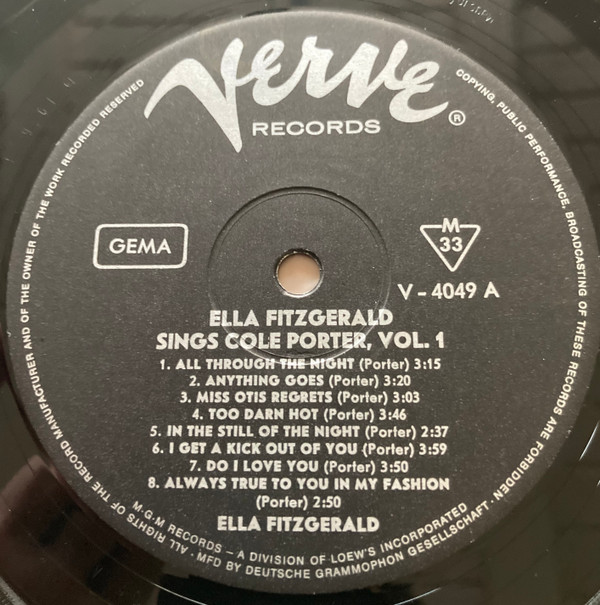 Verve ®
RECORDS
GEMA
M
33
V - 4049 A
ELLA FITZGERALD
SINGS COLE PORTER, VOL. 1
1. ALL THROUGH THE NIGHT (Porter) 3:15
2. ANYTHING GOES (Porter) 3:20
3. MISS OTIS REGRETS (Porter) 3:03
4. TOO DARN HOT (Porter) 3:46
5. IN THE STILL OF THE NIGHT (Porter) 2:37
6. I GET A KICK OUT OF YOU (Porter) 3:59
7. DO I LOVE YOU (Porter) 3:50
8. ALWAYS TRUE TO YOU IN MY FASHION
(Porter) 2:50
ELLA FITZGERALD
M·G·M RECORDS – A DIVISION OF LOEW'S INCORPORATED
· ALL RIGHTS OF THE RECORD MANUFACTURER AND OF THE OWNER OF THE WORK RECORDED RESERVED
COPYING, PUBLIC PERFORMANCE, BROADCASTING OF THESE RECORDS ARE FORBIDDEN
· MFD BY DEUTSCHE GRAMMOPHON GESELLSCHAFT ·